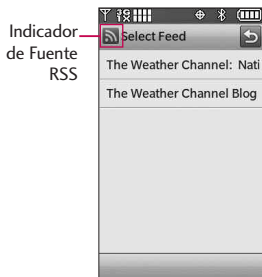 Indicador
de Fuente
RSS
Select Feed
The Weather Channel: Nati
The Weather Channel Blog